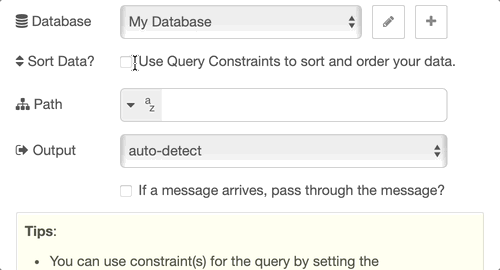 Database My Database
Sort Data? Use Query Constraints to sort and order your data.
Path a z
Output auto-detect
If a message arrives, pass through the message?
Tips:
• You can use constraint(s) for the query by setting the